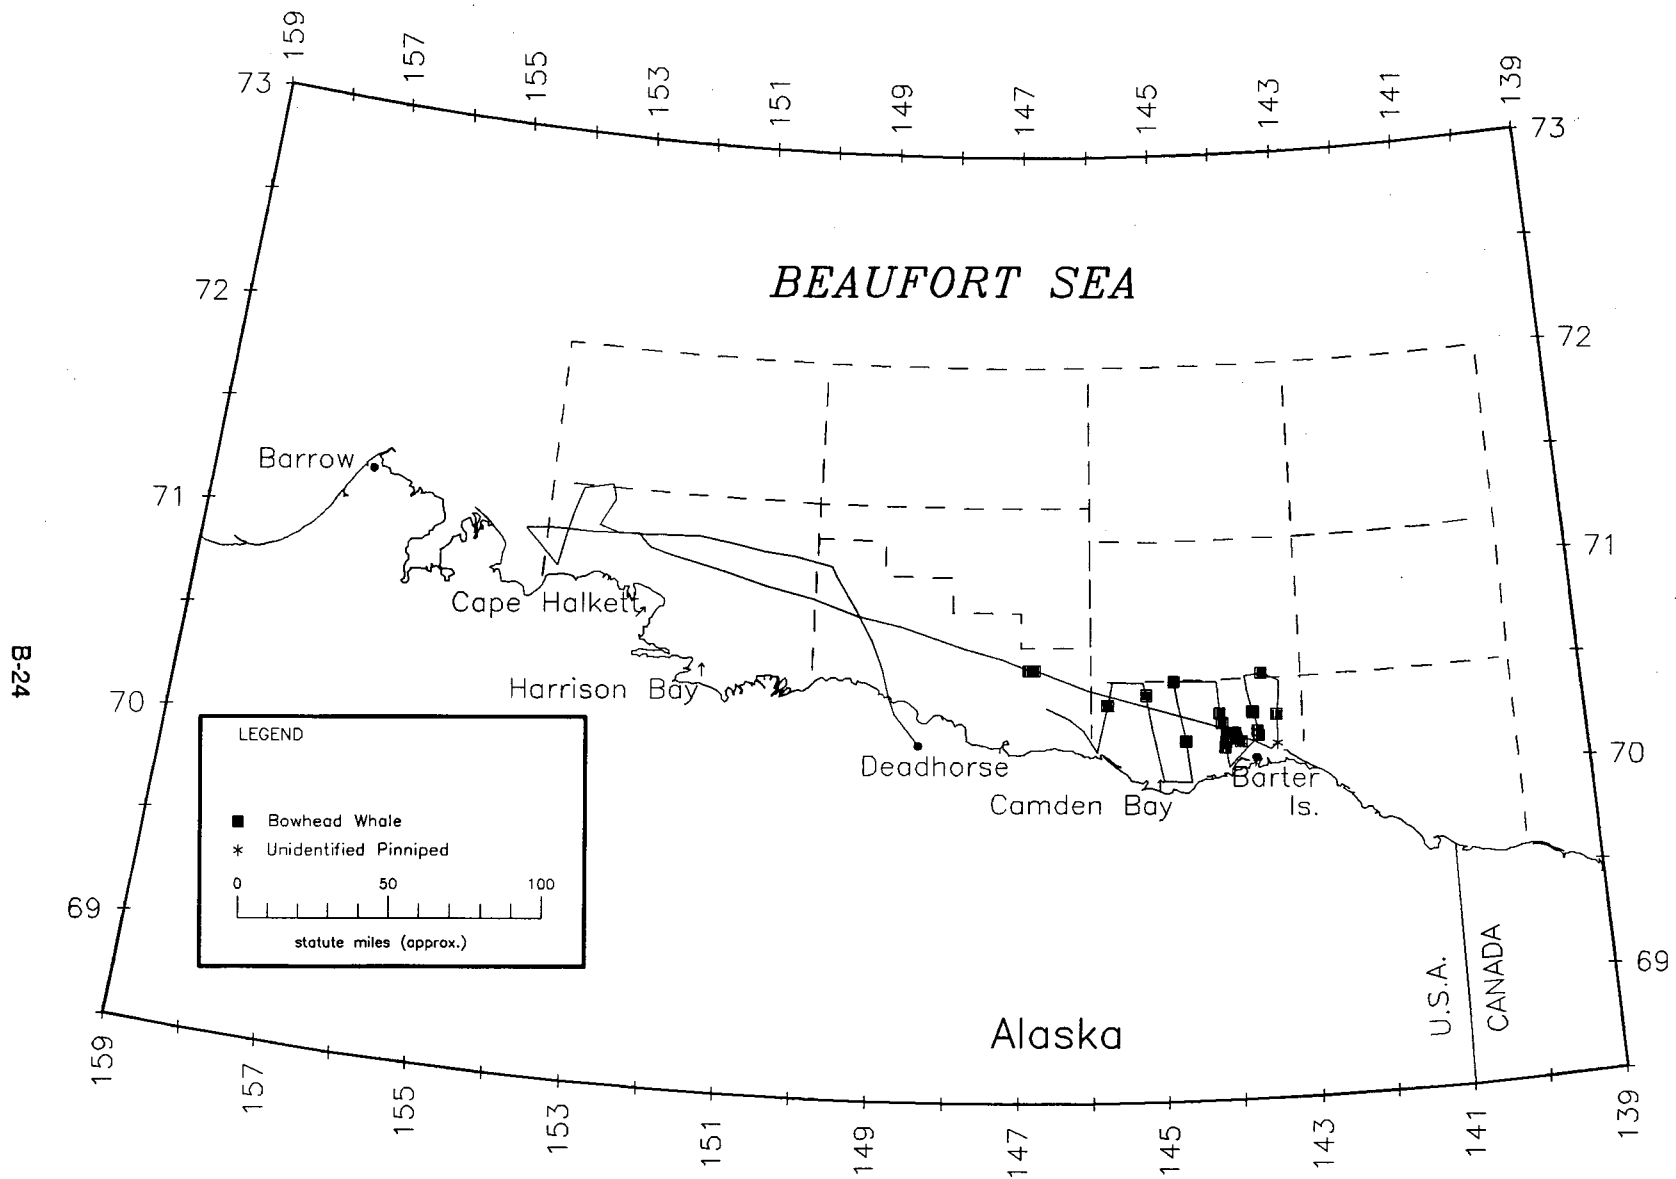 159
157
155
153
151
149
147
145
143
141
139
73
73
BEAUFORT SEA
72
72
Barrow
71
71
Cape Halkett
B-24
Harrison Bay
70
70
Deadhorse
Camden Bay
Barter
Is.
LEGEND
Bowhead Whale
Unidentified Pinniped
0 50 100
statute miles (approx.)
69
69
U.S.A.
CANADA
Alaska
159
157
155
153
151
149
147
145
143
141
139